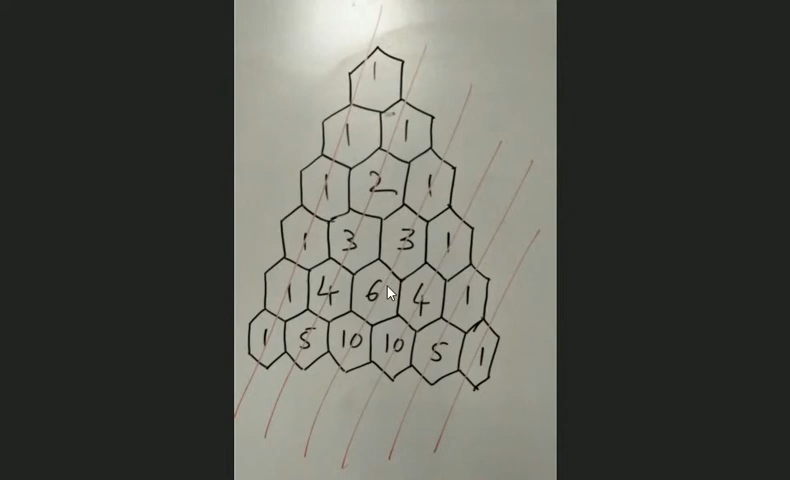 1
1 1
1 2 1
1 3 3 1
1 4 6 4 1
1 5 10 10 5 1